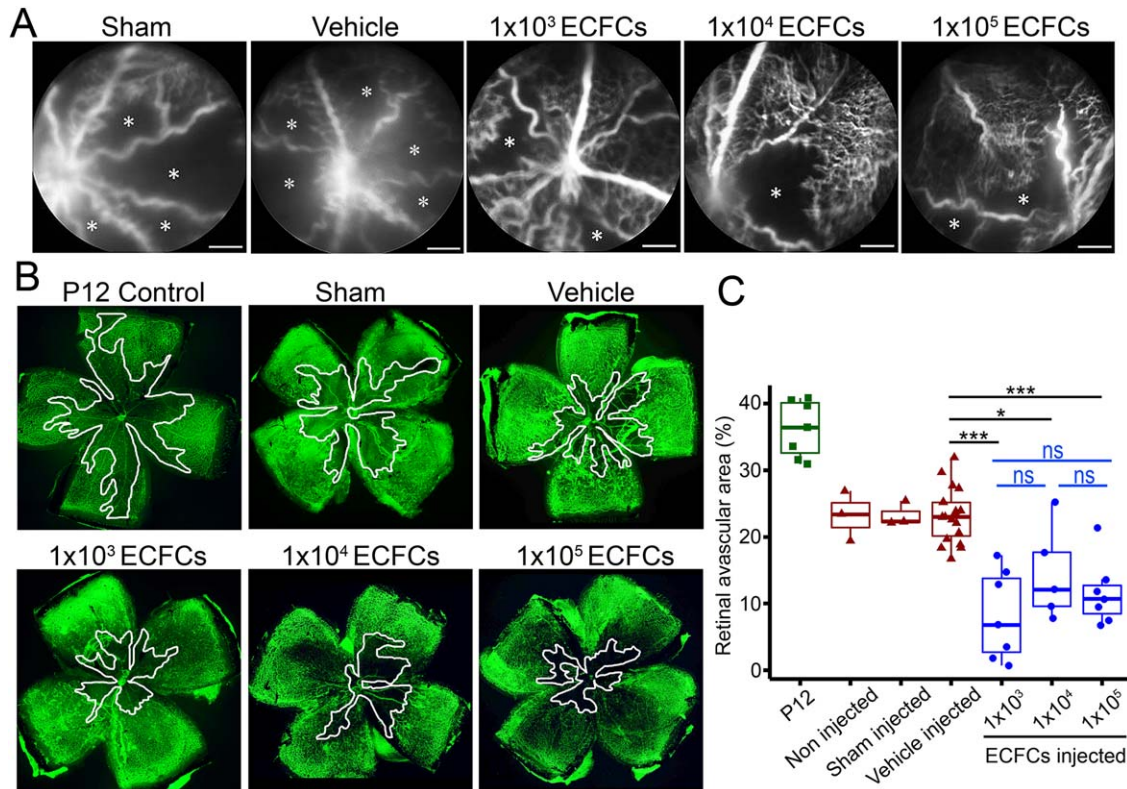 A
Sham
Vehicle
1x10³ ECFCs
1x10⁴ ECFCs
1x10⁵ ECFCs
* * * *
* * * * * *
* *
*
* *
B
P12 Control
Sham
Vehicle
1x10³ ECFCs
1x10⁴ ECFCs
1x10⁵ ECFCs
C
Retinal avascular area (%)
40
30
20
10
0
***
*
***
ns
ns
ns
P12
Non injected
Sham injected
Vehicle injected
1x10³
1x10⁴
1x10⁵
ECFCs injected